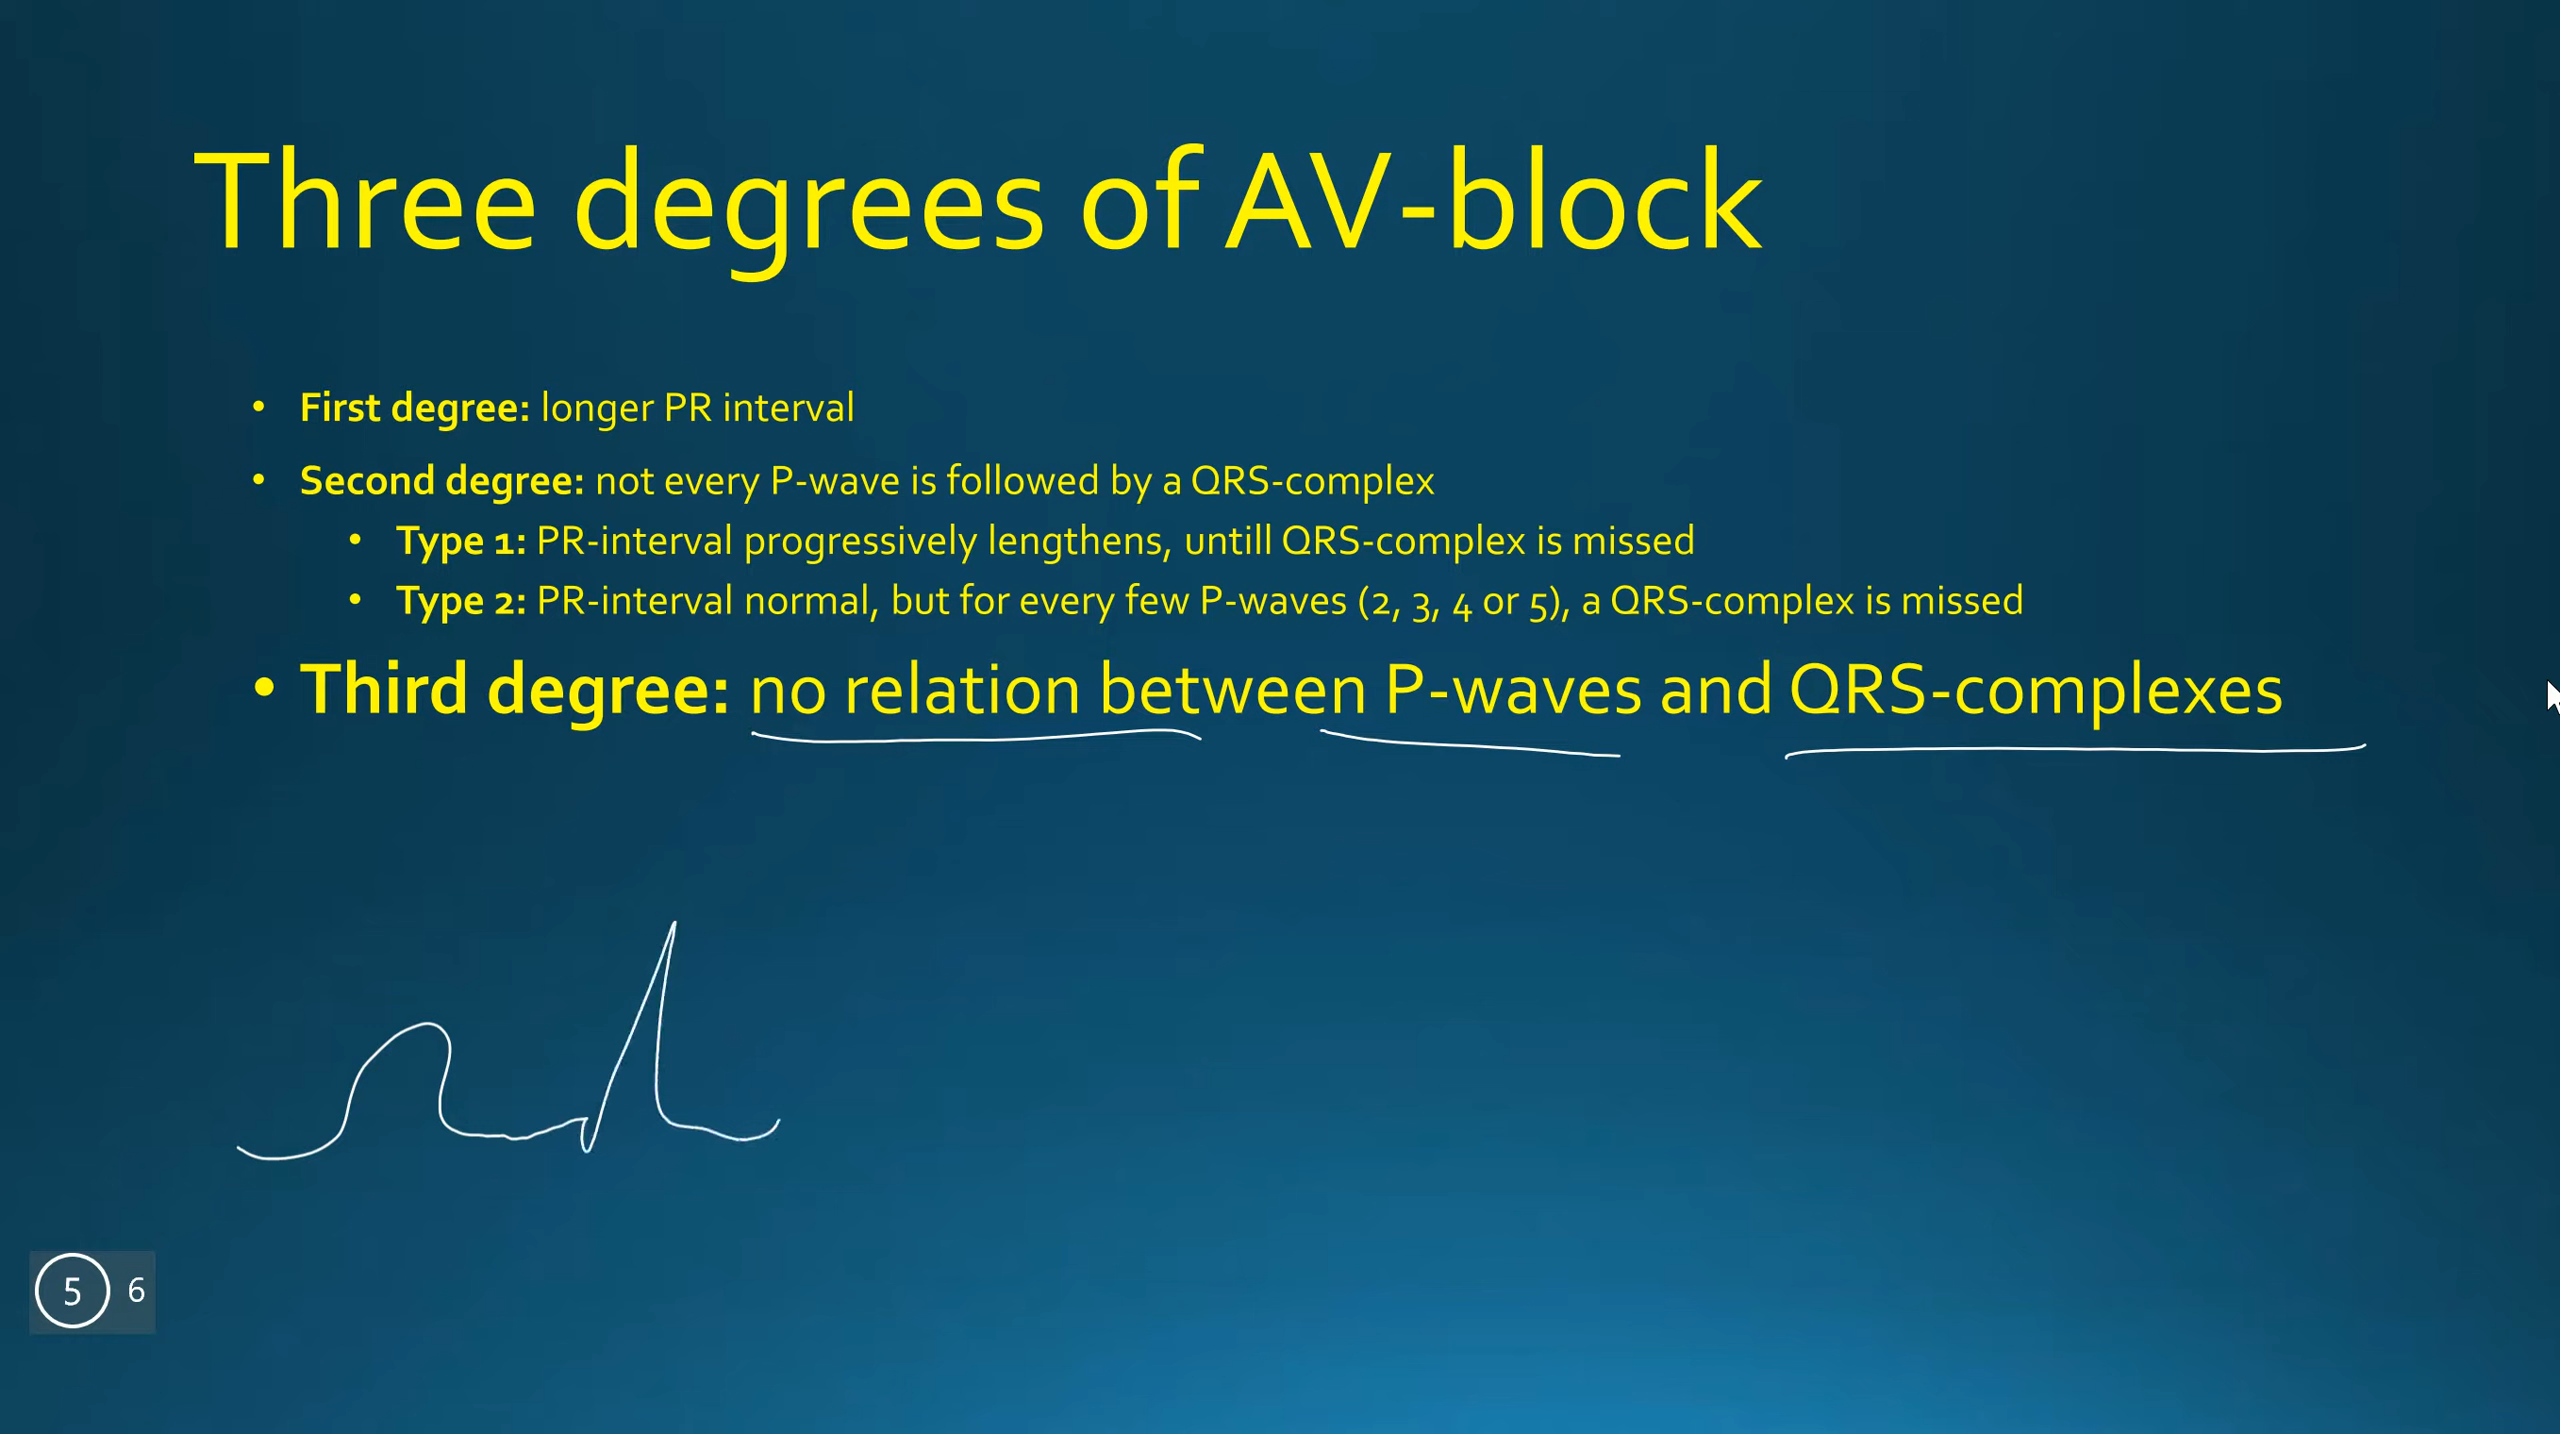 Three degrees of AV-block
• First degree: longer PR interval
• Second degree: not every P-wave is followed by a QRS-complex
• Type 1: PR-interval progressively lengthens, untill QRS-complex is missed
• Type 2: PR-interval normal, but for every few P-waves (2, 3, 4 or 5), a QRS-complex is missed
• Third degree: no relation between P-waves and QRS-complexes
5 6